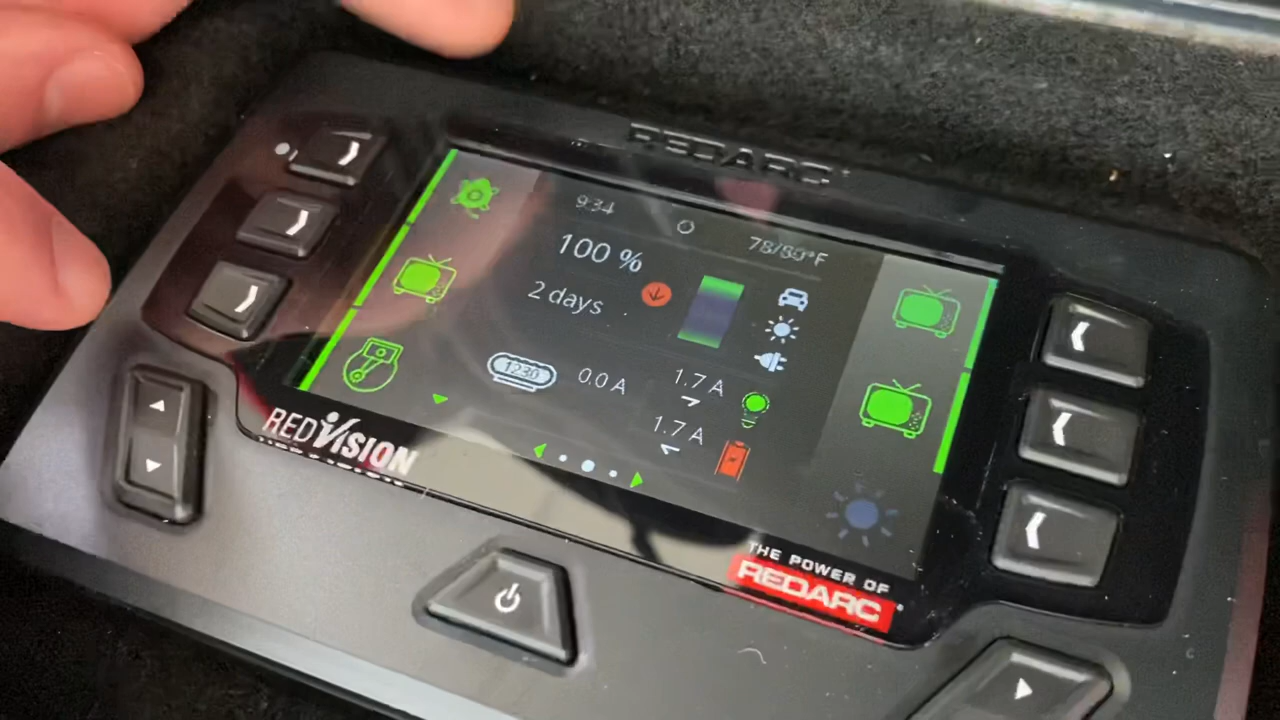 REDARC
9:34
78/80°F
100 %
2 days
1230
0.0 A
1.7 A
1.7 A
REDVISION
THE POWER OF
REDARC